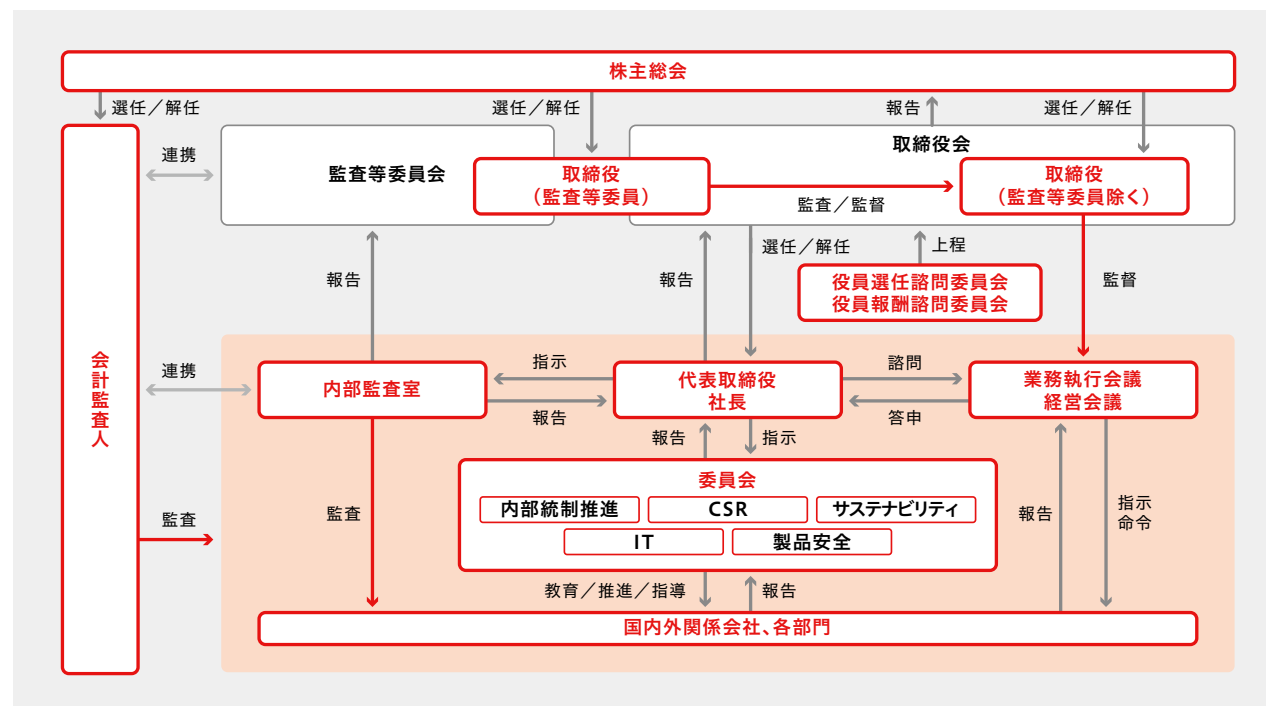 株主総会
選任／解任
選任／解任
報告
選任／解任
連携
監査等委員会
取締役
（監査等委員）
取締役会
取締役
（監査等委員除く）
監査／監督
報告
報告
選任／解任
上程
役員選任諮問委員会
役員報酬諮問委員会
監督
会計監査人
連携
内部監査室
指示
報告
代表取締役
社長
諮問
答申
業務執行会議
経営会議
報告
指示
委員会
内部統制推進
CSR
サステナビリティ
IT
製品安全
監査
監査
報告
指示
命令
教育／推進／指導
報告
国内外関係会社、各部門